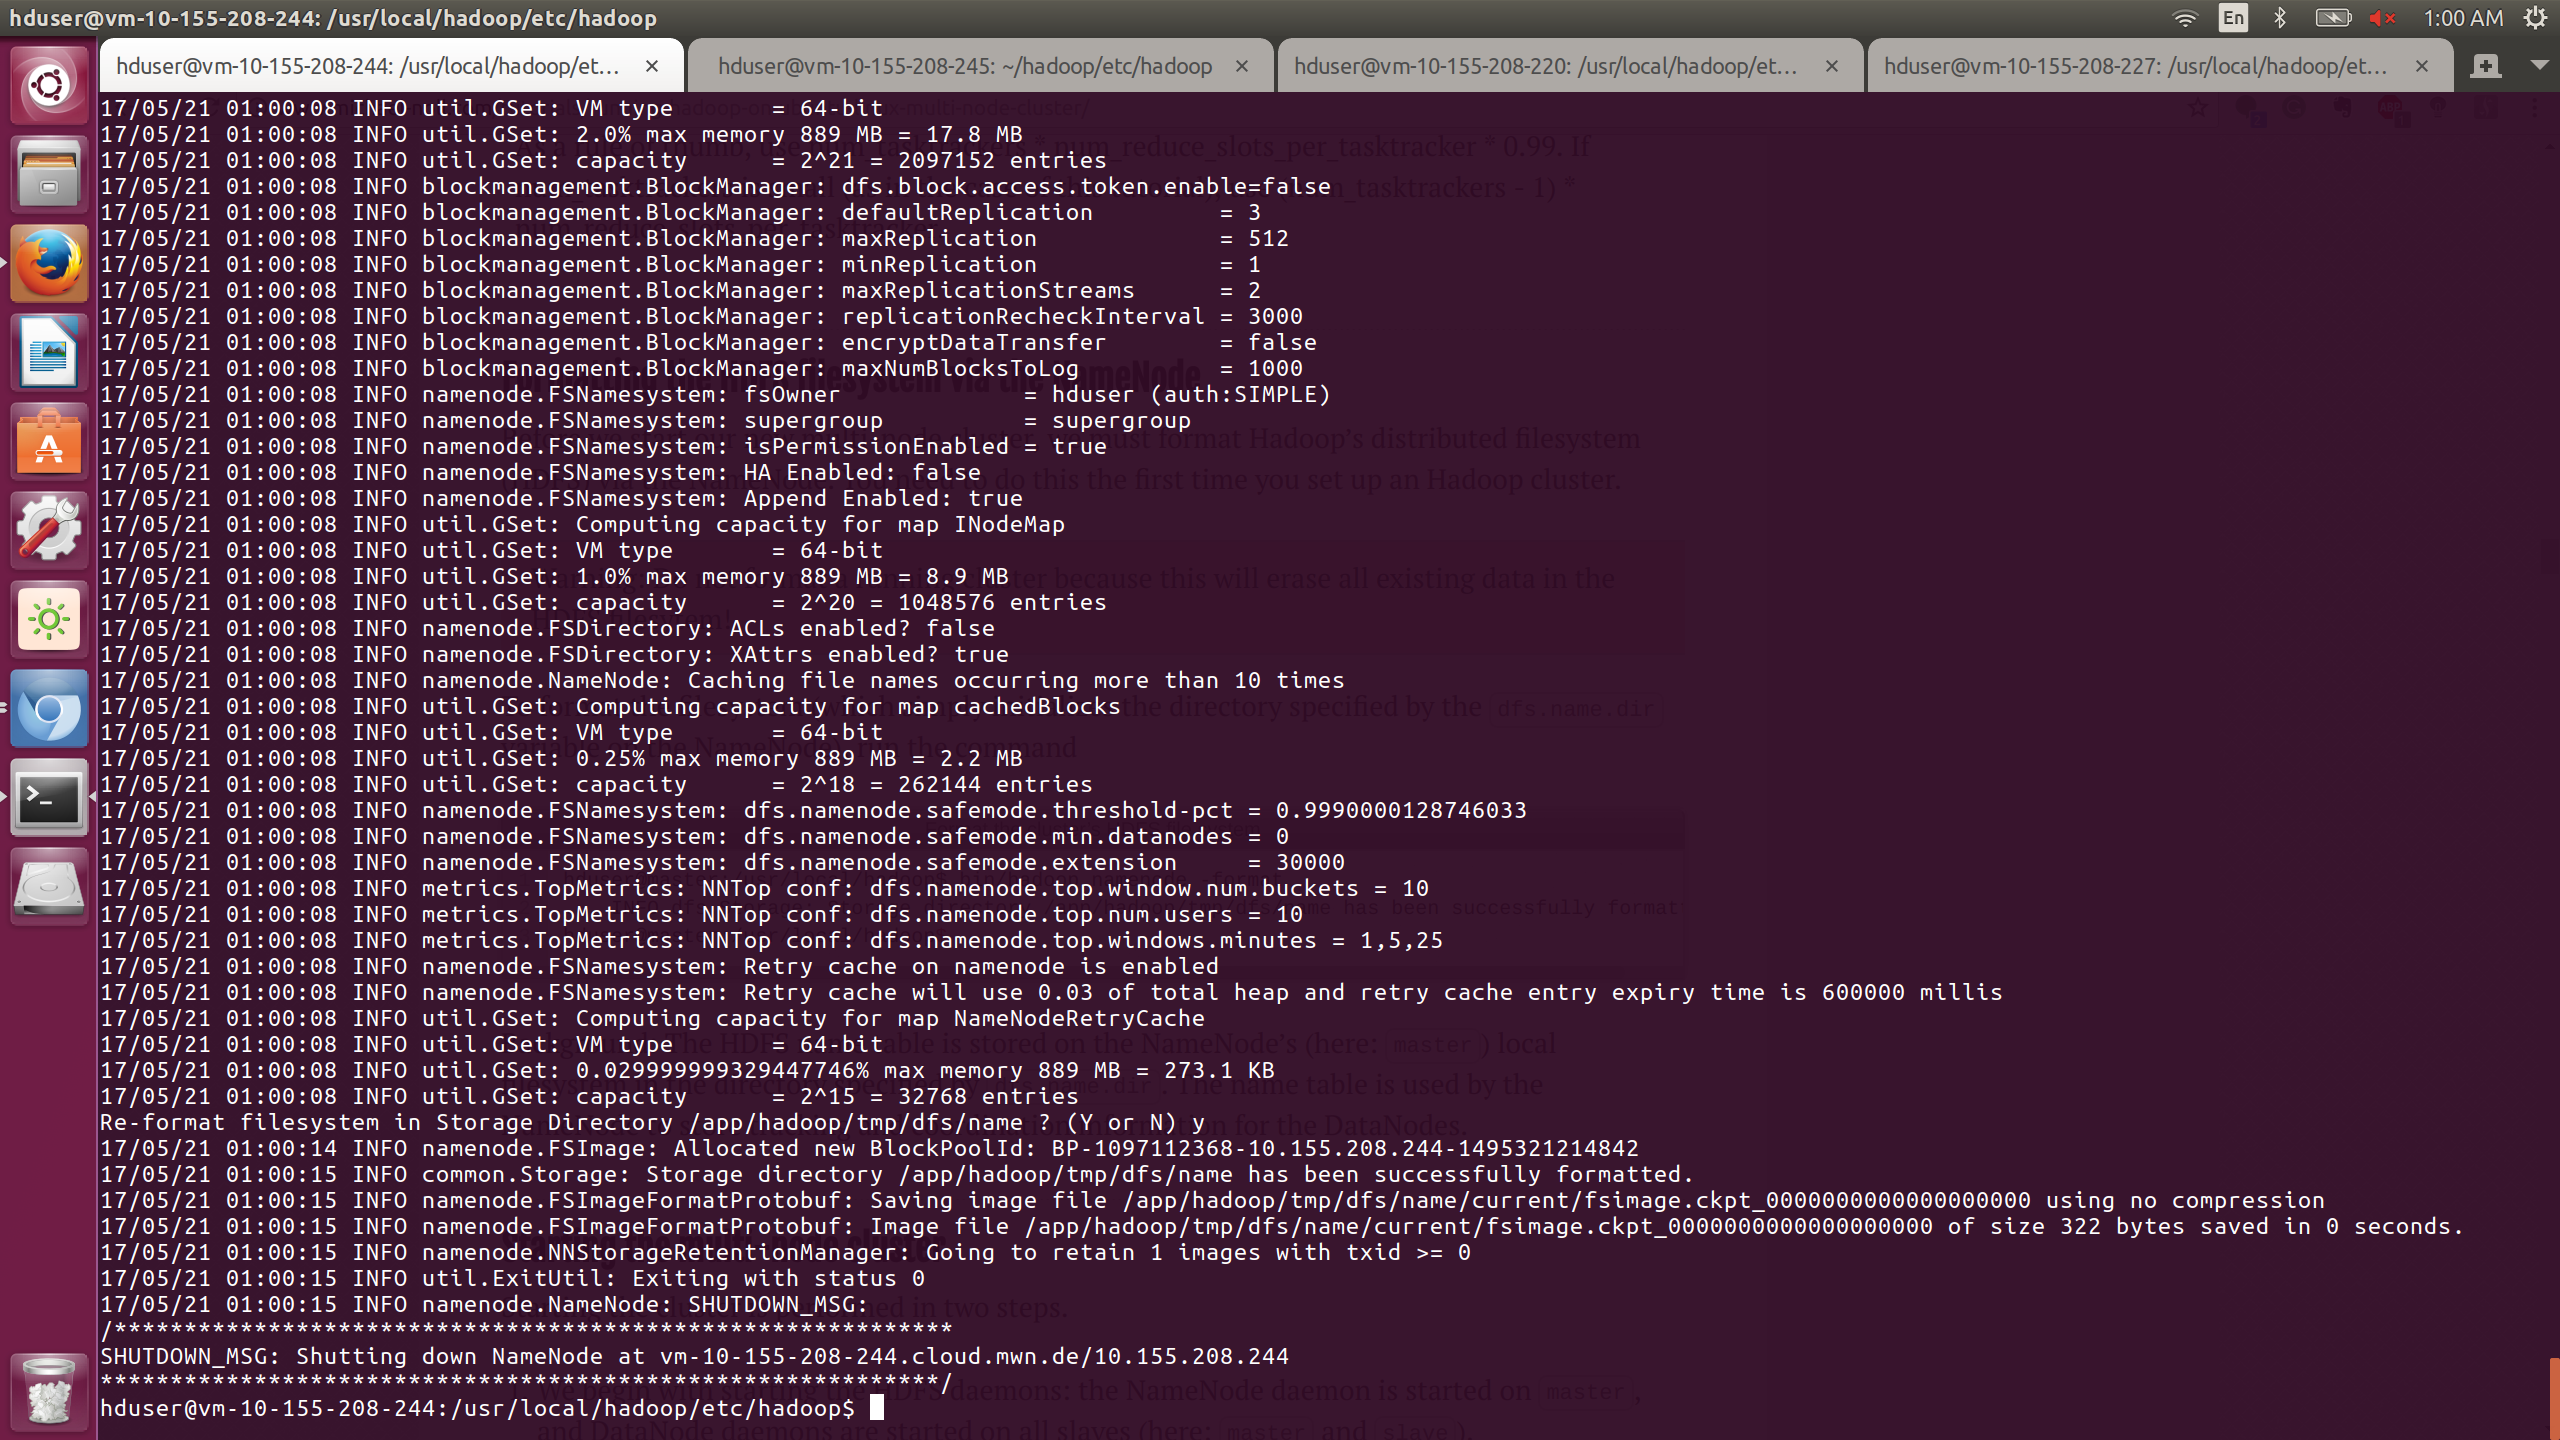 hduser@vm-10-155-208-244: /usr/local/hadoop/etc/hadoop
En
1:00 AM
hduser@vm-10-155-208-244: /usr/local/hadoop/et...
hduser@vm-10-155-208-245: ~/hadoop/etc/hadoop
hduser@vm-10-155-208-220: /usr/local/hadoop/et...
hduser@vm-10-155-208-227: /usr/local/hadoop/et...
17/05/21 01:00:08 INFO util.GSet: VM type       = 64-bit
17/05/21 01:00:08 INFO util.GSet: 2.0% max memory 889 MB = 17.8 MB
17/05/21 01:00:08 INFO util.GSet: capacity      = 2^21 = 2097152 entries
17/05/21 01:00:08 INFO blockmanagement.BlockManager: dfs.block.access.token.enable=false
17/05/21 01:00:08 INFO blockmanagement.BlockManager: defaultReplication         = 3
17/05/21 01:00:08 INFO blockmanagement.BlockManager: maxReplication             = 512
17/05/21 01:00:08 INFO blockmanagement.BlockManager: minReplication             = 1
17/05/21 01:00:08 INFO blockmanagement.BlockManager: maxReplicationStreams      = 2
17/05/21 01:00:08 INFO blockmanagement.BlockManager: replicationRecheckInterval = 3000
17/05/21 01:00:08 INFO blockmanagement.BlockManager: encryptDataTransfer        = false
17/05/21 01:00:08 INFO blockmanagement.BlockManager: maxNumBlocksToLog          = 1000
17/05/21 01:00:08 INFO namenode.FSNamesystem: fsOwner             = hduser (auth:SIMPLE)
17/05/21 01:00:08 INFO namenode.FSNamesystem: supergroup          = supergroup
17/05/21 01:00:08 INFO namenode.FSNamesystem: isPermissionEnabled = true
17/05/21 01:00:08 INFO namenode.FSNamesystem: HA Enabled: false
17/05/21 01:00:08 INFO namenode.FSNamesystem: Append Enabled: true
17/05/21 01:00:08 INFO util.GSet: Computing capacity for map INodeMap
17/05/21 01:00:08 INFO util.GSet: VM type       = 64-bit
17/05/21 01:00:08 INFO util.GSet: 1.0% max memory 889 MB = 8.9 MB
17/05/21 01:00:08 INFO util.GSet: capacity      = 2^20 = 1048576 entries
17/05/21 01:00:08 INFO namenode.FSDirectory: ACLs enabled? false
17/05/21 01:00:08 INFO namenode.FSDirectory: XAttrs enabled? true
17/05/21 01:00:08 INFO namenode.NameNode: Caching file names occurring more than 10 times
17/05/21 01:00:08 INFO util.GSet: Computing capacity for map cachedBlocks
17/05/21 01:00:08 INFO util.GSet: VM type       = 64-bit
17/05/21 01:00:08 INFO util.GSet: 0.25% max memory 889 MB = 2.2 MB
17/05/21 01:00:08 INFO util.GSet: capacity      = 2^18 = 262144 entries
17/05/21 01:00:08 INFO namenode.FSNamesystem: dfs.namenode.safemode.threshold-pct = 0.9990000128746033
17/05/21 01:00:08 INFO namenode.FSNamesystem: dfs.namenode.safemode.min.datanodes = 0
17/05/21 01:00:08 INFO namenode.FSNamesystem: dfs.namenode.safemode.extension     = 30000
17/05/21 01:00:08 INFO metrics.TopMetrics: NNTop conf: dfs.namenode.top.window.num.buckets = 10
17/05/21 01:00:08 INFO metrics.TopMetrics: NNTop conf: dfs.namenode.top.num.users = 10
17/05/21 01:00:08 INFO metrics.TopMetrics: NNTop conf: dfs.namenode.top.windows.minutes = 1,5,25
17/05/21 01:00:08 INFO namenode.FSNamesystem: Retry cache on namenode is enabled
17/05/21 01:00:08 INFO namenode.FSNamesystem: Retry cache will use 0.03 of total heap and retry cache entry expiry time is 600000 millis
17/05/21 01:00:08 INFO util.GSet: Computing capacity for map NameNodeRetryCache
17/05/21 01:00:08 INFO util.GSet: VM type       = 64-bit
17/05/21 01:00:08 INFO util.GSet: 0.029999999329447746% max memory 889 MB = 273.1 KB
17/05/21 01:00:08 INFO util.GSet: capacity      = 2^15 = 32768 entries
Re-format filesystem in Storage Directory /app/hadoop/tmp/dfs/name ? (Y or N) y
17/05/21 01:00:14 INFO namenode.FSImage: Allocated new BlockPoolId: BP-1097112368-10.155.208.244-1495321214842
17/05/21 01:00:15 INFO common.Storage: Storage directory /app/hadoop/tmp/dfs/name has been successfully formatted.
17/05/21 01:00:15 INFO namenode.FSImageFormatProtobuf: Saving image file /app/hadoop/tmp/dfs/name/current/fsimage.ckpt_0000000000000000000 using no compression
17/05/21 01:00:15 INFO namenode.FSImageFormatProtobuf: Image file /app/hadoop/tmp/dfs/name/current/fsimage.ckpt_0000000000000000000 of size 322 bytes saved in 0 seconds.
17/05/21 01:00:15 INFO namenode.NNStorageRetentionManager: Going to retain 1 images with txid >= 0
17/05/21 01:00:15 INFO util.ExitUtil: Exiting with status 0
17/05/21 01:00:15 INFO namenode.NameNode: SHUTDOWN_MSG:
/************************************************************
SHUTDOWN_MSG: Shutting down NameNode at vm-10-155-208-244.cloud.mwn.de/10.155.208.244
************************************************************/
hduser@vm-10-155-208-244:/usr/local/hadoop/etc/hadoop$